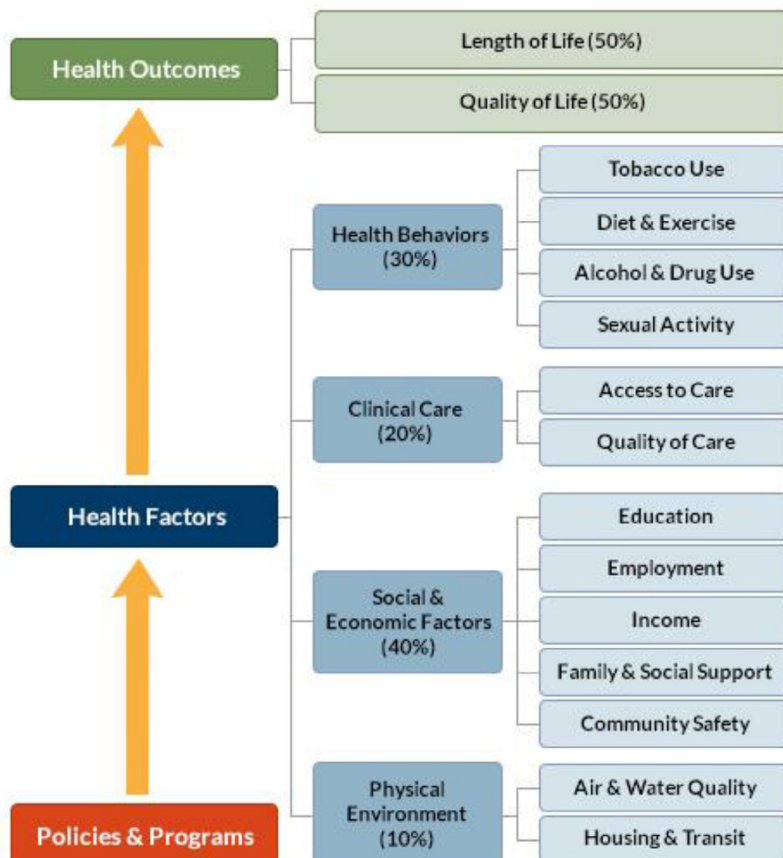 Health Outcomes
Length of Life (50%)
Quality of Life (50%)
Health Factors
Health Behaviors
(30%)
Tobacco Use
Diet & Exercise
Alcohol & Drug Use
Sexual Activity
Clinical Care
(20%)
Access to Care
Quality of Care
Social &
Economic Factors
(40%)
Education
Employment
Income
Family & Social Support
Community Safety
Physical
Environment
(10%)
Air & Water Quality
Housing & Transit
Policies & Programs